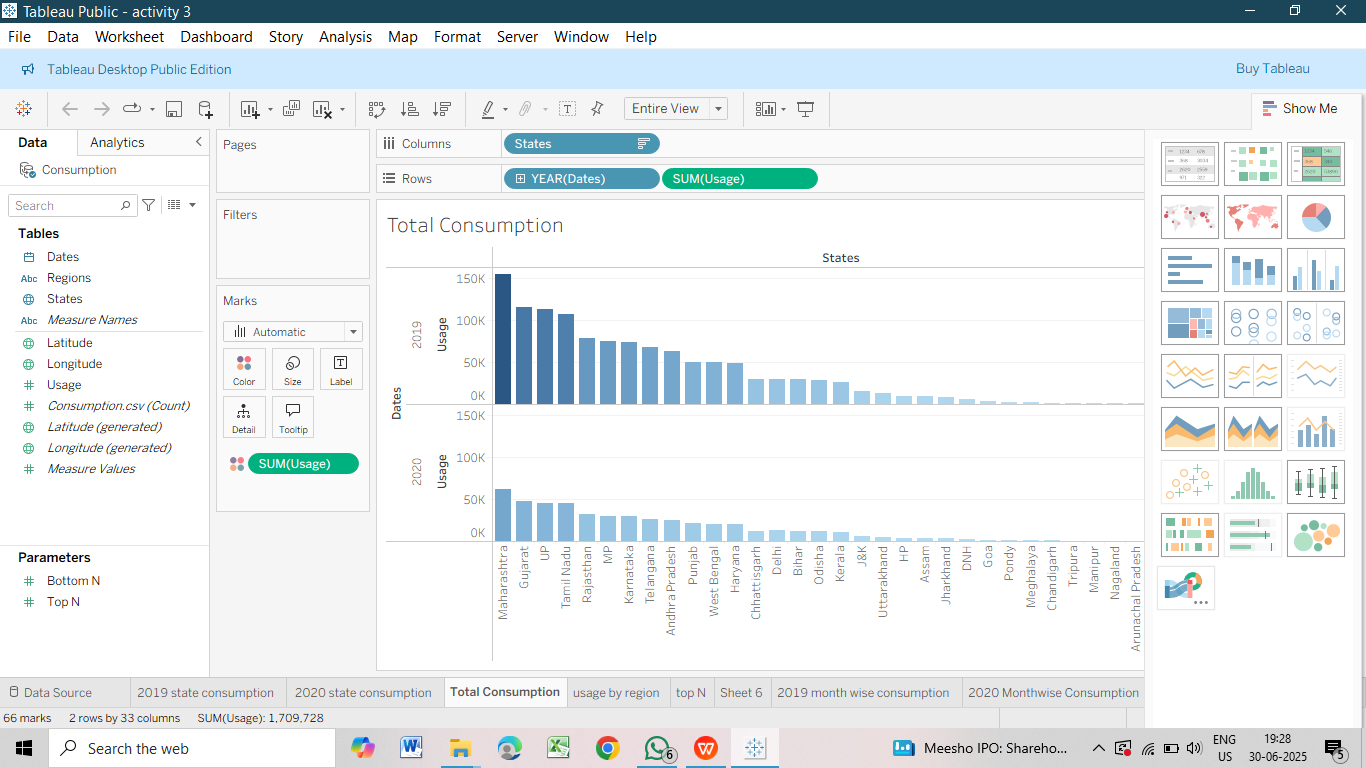 Tableau Public - activity 3
File Data Worksheet Dashboard Story Analysis Map Format Server Window Help
Tableau Desktop Public Edition
Buy Tableau
Entire View
Show Me
Data
Analytics
Consumption
Search
Tables
Dates
Abc Regions
States
Abc Measure Names
Latitude
Longitude
Usage
Consumption.csv (Count)
Latitude (generated)
Longitude (generated)
Measure Values
Parameters
Bottom N
Top N
Pages
Filters
Marks
Automatic
Color
Size
Label
Detail
Tooltip
SUM(Usage)
Columns
States
Rows
YEAR(Dates)
SUM(Usage)
Total Consumption
States
Dates
2019
Usage
150K
100K
50K
0K
2020
Usage
150K
100K
50K
0K
Maharashtra
Gujarat
UP
Tamil Nadu
Rajasthan
MP
Karnataka
Telangana
Andhra Pradesh
Punjab
West Bengal
Haryana
Chhattisgarh
Delhi
Bihar
Odisha
Kerala
J&K
Uttarakhand
HP
Assam
Jharkhand
DNH
Goa
Pondy
Meghalaya
Chandigarh
Tripura
Manipur
Nagaland
Arunachal Pradesh
Data Source
2019 state consumption
2020 state consumption
Total Consumption
usage by region
top N
Sheet 6
2019 month wise consumption
2020 Monthwise Consumption
66 marks
2 rows by 33 columns
SUM(Usage): 1,709,728
Search the web
6
Meesho IPO: Shareho...
ENG
US
19:28
30-06-2025
5